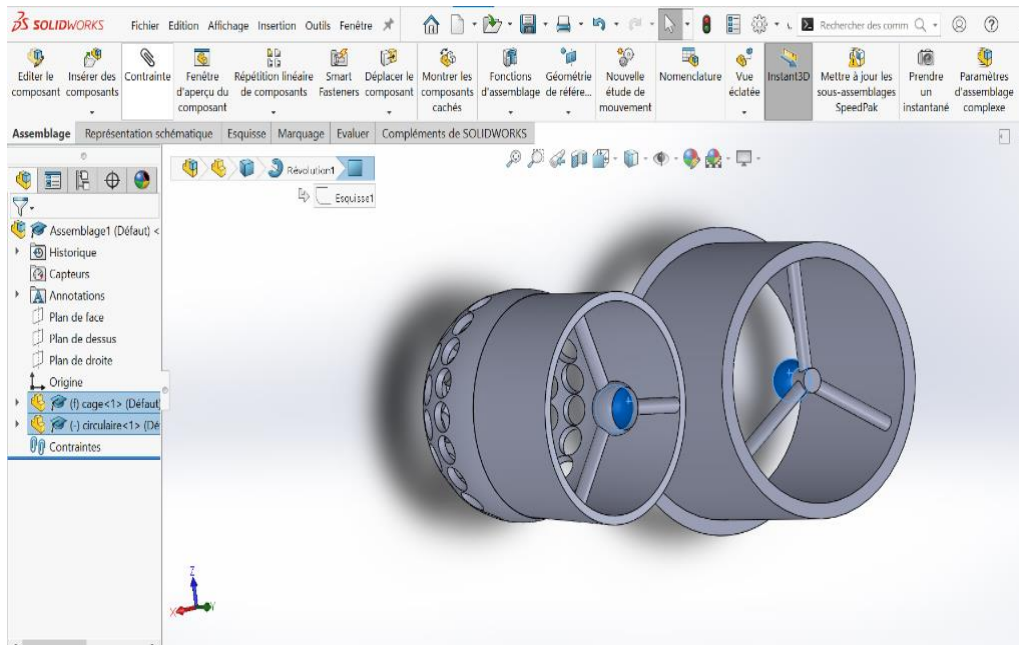 SOLIDWORKS Fichier Edition Affichage Insertion Outils Fenêtre Rechercher des comm
Editer le composant
Insérer des composants
Contrainte
Fenêtre d'aperçu du composant
Répétition linéaire de composants
Smart Fasteners
Déplacer le composant
Montrer les composants cachés
Fonctions d'assemblage
Géométrie de référe...
Nouvelle étude de mouvement
Nomenclature
Vue éclatée
Instant3D
Mettre à jour les sous-assemblages SpeedPak
Prendre un instantané
Paramètres d'assemblage complexe
Assemblage Représentation schématique Esquisse Marquage Evaluer Compléments de SOLIDWORKS
Révolution1
Esquisse1
Assemblage1 (Défaut) <
Historique
Capteurs
Annotations
Plan de face
Plan de dessus
Plan de droite
Origine
(f) cage<1> (Défaut
(-) circulaire<1> (Dé
Contraintes
Z
X
Y